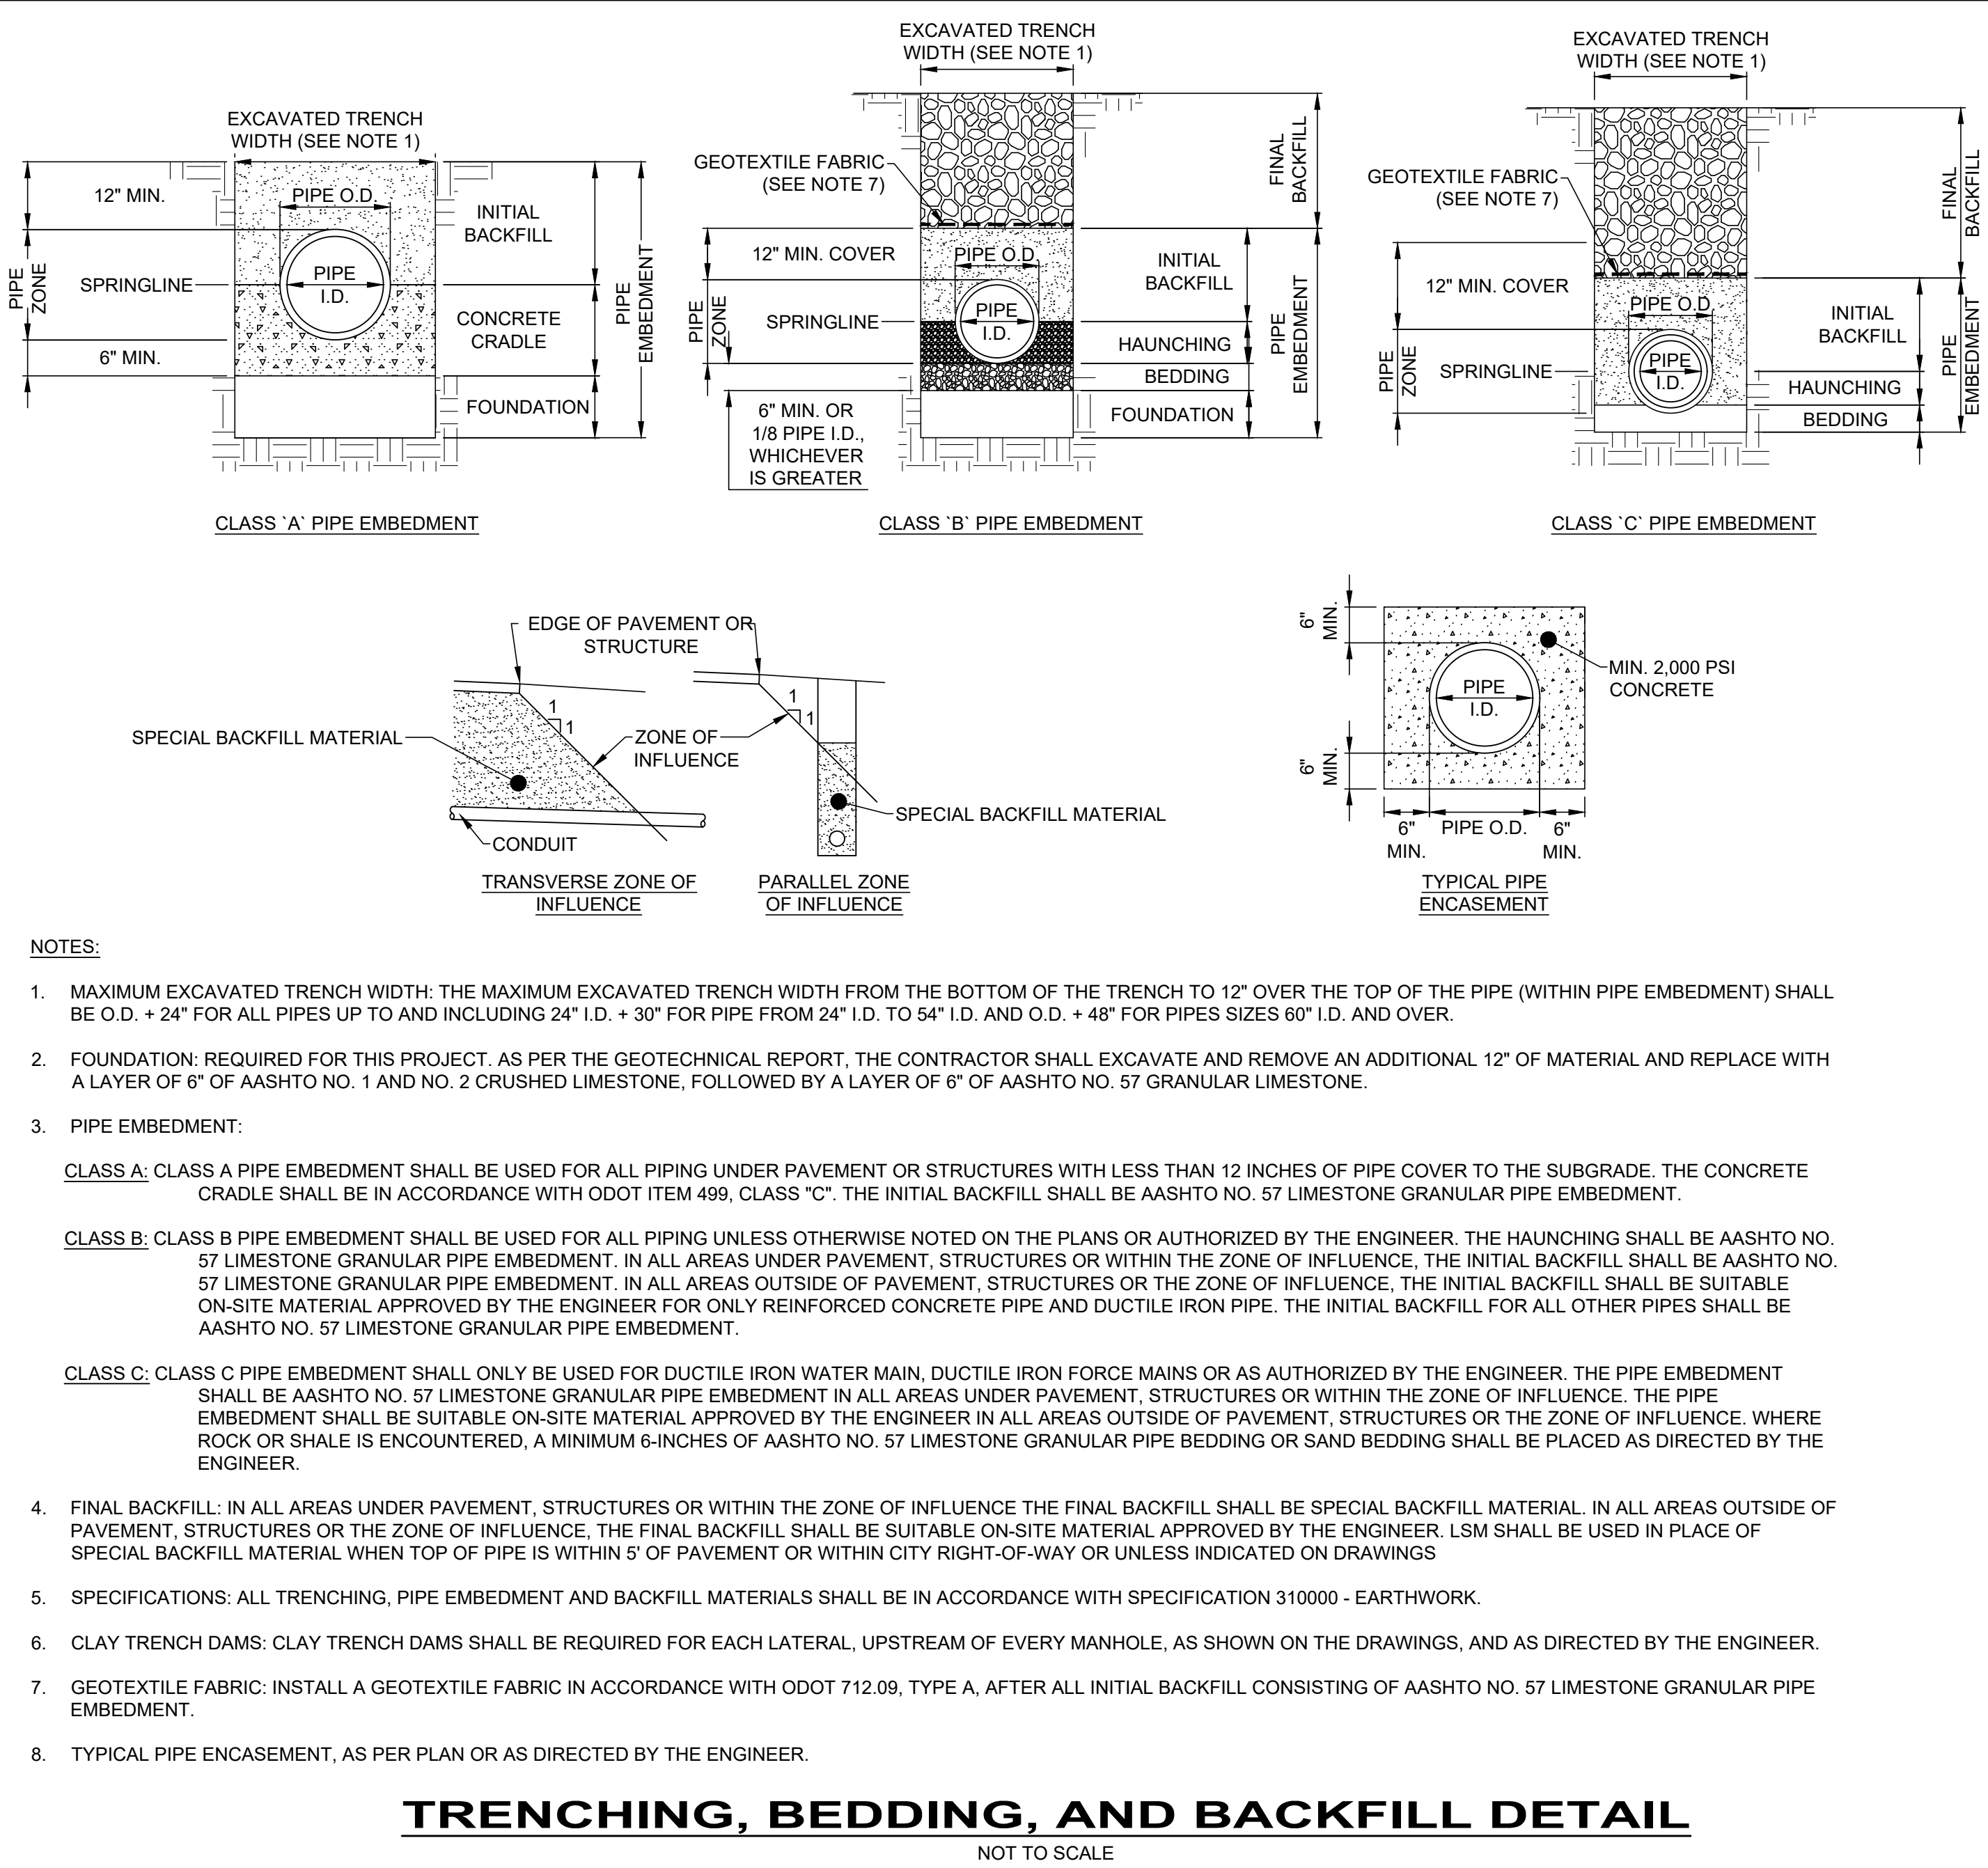 EXCAVATED TRENCH
WIDTH (SEE NOTE 1)
12" MIN.
PIPE O.D.
INITIAL
BACKFILL
PIPE
ZONE
SPRINGLINE
PIPE
I.D.
CONCRETE
CRADLE
PIPE
EMBEDMENT
6" MIN.
FOUNDATION
CLASS `A` PIPE EMBEDMENT
EXCAVATED TRENCH
WIDTH (SEE NOTE 1)
GEOTEXTILE FABRIC
(SEE NOTE 7)
FINAL
BACKFILL
12" MIN. COVER
PIPE O.D.
INITIAL
BACKFILL
PIPE
ZONE
SPRINGLINE
PIPE
I.D.
HAUNCHING
BEDDING
PIPE
EMBEDMENT
6" MIN. OR
1/8 PIPE I.D.,
WHICHEVER
IS GREATER
FOUNDATION
CLASS `B` PIPE EMBEDMENT
EXCAVATED TRENCH
WIDTH (SEE NOTE 1)
GEOTEXTILE FABRIC
(SEE NOTE 7)
FINAL
BACKFILL
12" MIN. COVER
PIPE O.D.
INITIAL
BACKFILL
PIPE
ZONE
SPRINGLINE
PIPE
I.D.
HAUNCHING
BEDDING
PIPE
EMBEDMENT
CLASS `C` PIPE EMBEDMENT
EDGE OF PAVEMENT OR
STRUCTURE
1
1
1
1
SPECIAL BACKFILL MATERIAL
ZONE OF
INFLUENCE
SPECIAL BACKFILL MATERIAL
CONDUIT
TRANSVERSE ZONE OF
INFLUENCE
PARALLEL ZONE
OF INFLUENCE
6"
MIN.
MIN. 2,000 PSI
CONCRETE
PIPE
I.D.
6"
MIN.
6"
MIN.
PIPE O.D.
6"
MIN.
TYPICAL PIPE
ENCASEMENT
NOTES:
1. MAXIMUM EXCAVATED TRENCH WIDTH: THE MAXIMUM EXCAVATED TRENCH WIDTH FROM THE BOTTOM OF THE TRENCH TO 12" OVER THE TOP OF THE PIPE (WITHIN PIPE EMBEDMENT) SHALL
BE O.D. + 24" FOR ALL PIPES UP TO AND INCLUDING 24" I.D. + 30" FOR PIPE FROM 24" I.D. TO 54" I.D. AND O.D. + 48" FOR PIPES SIZES 60" I.D. AND OVER.
2. FOUNDATION: REQUIRED FOR THIS PROJECT. AS PER THE GEOTECHNICAL REPORT, THE CONTRACTOR SHALL EXCAVATE AND REMOVE AN ADDITIONAL 12" OF MATERIAL AND REPLACE WITH
A LAYER OF 6" OF AASHTO NO. 1 AND NO. 2 CRUSHED LIMESTONE, FOLLOWED BY A LAYER OF 6" OF AASHTO NO. 57 GRANULAR LIMESTONE.
3. PIPE EMBEDMENT:
CLASS A: CLASS A PIPE EMBEDMENT SHALL BE USED FOR ALL PIPING UNDER PAVEMENT OR STRUCTURES WITH LESS THAN 12 INCHES OF PIPE COVER TO THE SUBGRADE. THE CONCRETE
CRADLE SHALL BE IN ACCORDANCE WITH ODOT ITEM 499, CLASS "C". THE INITIAL BACKFILL SHALL BE AASHTO NO. 57 LIMESTONE GRANULAR PIPE EMBEDMENT.
CLASS B: CLASS B PIPE EMBEDMENT SHALL BE USED FOR ALL PIPING UNLESS OTHERWISE NOTED ON THE PLANS OR AUTHORIZED BY THE ENGINEER. THE HAUNCHING SHALL BE AASHTO NO.
57 LIMESTONE GRANULAR PIPE EMBEDMENT. IN ALL AREAS UNDER PAVEMENT, STRUCTURES OR WITHIN THE ZONE OF INFLUENCE, THE INITIAL BACKFILL SHALL BE AASHTO NO.
57 LIMESTONE GRANULAR PIPE EMBEDMENT. IN ALL AREAS OUTSIDE OF PAVEMENT, STRUCTURES OR THE ZONE OF INFLUENCE, THE INITIAL BACKFILL SHALL BE SUITABLE
ON-SITE MATERIAL APPROVED BY THE ENGINEER FOR ONLY REINFORCED CONCRETE PIPE AND DUCTILE IRON PIPE. THE INITIAL BACKFILL FOR ALL OTHER PIPES SHALL BE
AASHTO NO. 57 LIMESTONE GRANULAR PIPE EMBEDMENT.
CLASS C: CLASS C PIPE EMBEDMENT SHALL ONLY BE USED FOR DUCTILE IRON WATER MAIN, DUCTILE IRON FORCE MAINS OR AS AUTHORIZED BY THE ENGINEER. THE PIPE EMBEDMENT
SHALL BE AASHTO NO. 57 LIMESTONE GRANULAR PIPE EMBEDMENT IN ALL AREAS UNDER PAVEMENT, STRUCTURES OR WITHIN THE ZONE OF INFLUENCE. THE PIPE
EMBEDMENT SHALL BE SUITABLE ON-SITE MATERIAL APPROVED BY THE ENGINEER IN ALL AREAS OUTSIDE OF PAVEMENT, STRUCTURES OR THE ZONE OF INFLUENCE. WHERE
ROCK OR SHALE IS ENCOUNTERED, A MINIMUM 6-INCHES OF AASHTO NO. 57 LIMESTONE GRANULAR PIPE BEDDING OR SAND BEDDING SHALL BE PLACED AS DIRECTED BY THE
ENGINEER.
4. FINAL BACKFILL: IN ALL AREAS UNDER PAVEMENT, STRUCTURES OR WITHIN THE ZONE OF INFLUENCE THE FINAL BACKFILL SHALL BE SPECIAL BACKFILL MATERIAL. IN ALL AREAS OUTSIDE OF
PAVEMENT, STRUCTURES OR THE ZONE OF INFLUENCE, THE FINAL BACKFILL SHALL BE SUITABLE ON-SITE MATERIAL APPROVED BY THE ENGINEER. LSM SHALL BE USED IN PLACE OF
SPECIAL BACKFILL MATERIAL WHEN TOP OF PIPE IS WITHIN 5' OF PAVEMENT OR WITHIN CITY RIGHT-OF-WAY OR UNLESS INDICATED ON DRAWINGS
5. SPECIFICATIONS: ALL TRENCHING, PIPE EMBEDMENT AND BACKFILL MATERIALS SHALL BE IN ACCORDANCE WITH SPECIFICATION 310000 - EARTHWORK.
6. CLAY TRENCH DAMS: CLAY TRENCH DAMS SHALL BE REQUIRED FOR EACH LATERAL, UPSTREAM OF EVERY MANHOLE, AS SHOWN ON THE DRAWINGS, AND AS DIRECTED BY THE ENGINEER.
7. GEOTEXTILE FABRIC: INSTALL A GEOTEXTILE FABRIC IN ACCORDANCE WITH ODOT 712.09, TYPE A, AFTER ALL INITIAL BACKFILL CONSISTING OF AASHTO NO. 57 LIMESTONE GRANULAR PIPE
EMBEDMENT.
8. TYPICAL PIPE ENCASEMENT, AS PER PLAN OR AS DIRECTED BY THE ENGINEER.
TRENCHING, BEDDING, AND BACKFILL DETAIL
NOT TO SCALE